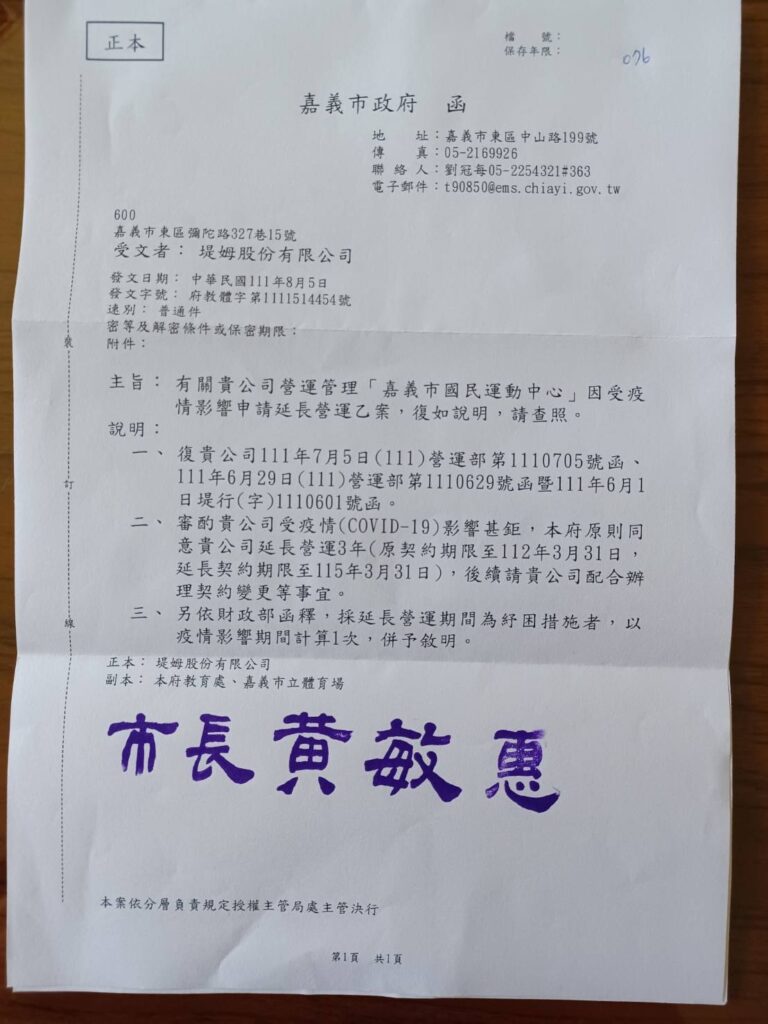 正本
檔　　號：
保存年限：
076
嘉義市政府　函
地　　址：嘉義市東區中山路199號
傳　　真：05-2169926
聯 絡 人：劉冠每05-2254321#363
電子郵件：t90850@ems.chiayi.gov.tw
600
嘉義市東區彌陀路327巷15號
受文者： 堤姆股份有限公司
發文日期： 中華民國111年8月5日
發文字號： 府教體字第1111514454號
速別： 普通件
密等及解密條件或保密期限：
附件：
主旨： 有關貴公司營運管理「嘉義市國民運動中心」因受疫
情影響申請延長營運乙案，復如說明，請查照。
說明：
一、 復貴公司111年7月5日(111)營運部第1110705號函、
111年6月29日(111)營運部第1110629號函暨111年6月1
日堤行(字)1110601號函。
二、 審酌貴公司受疫情(COVID-19)影響甚鉅，本府原則同
意貴公司延長營運3年(原契約期限至112年3月31日，
延長契約期限至115年3月31日)，後續請貴公司配合辦
理契約變更等事宜。
三、 另依財政部函釋，採延長營運期間為紓困措施者，以
疫情影響期間計算1次，併予敘明。
正本： 堤姆股份有限公司
副本： 本府教育處、嘉義市立體育場
市長黃敏惠
本案依分層負責規定授權主管局處主管決行
第1頁　共1頁
裝
訂
線